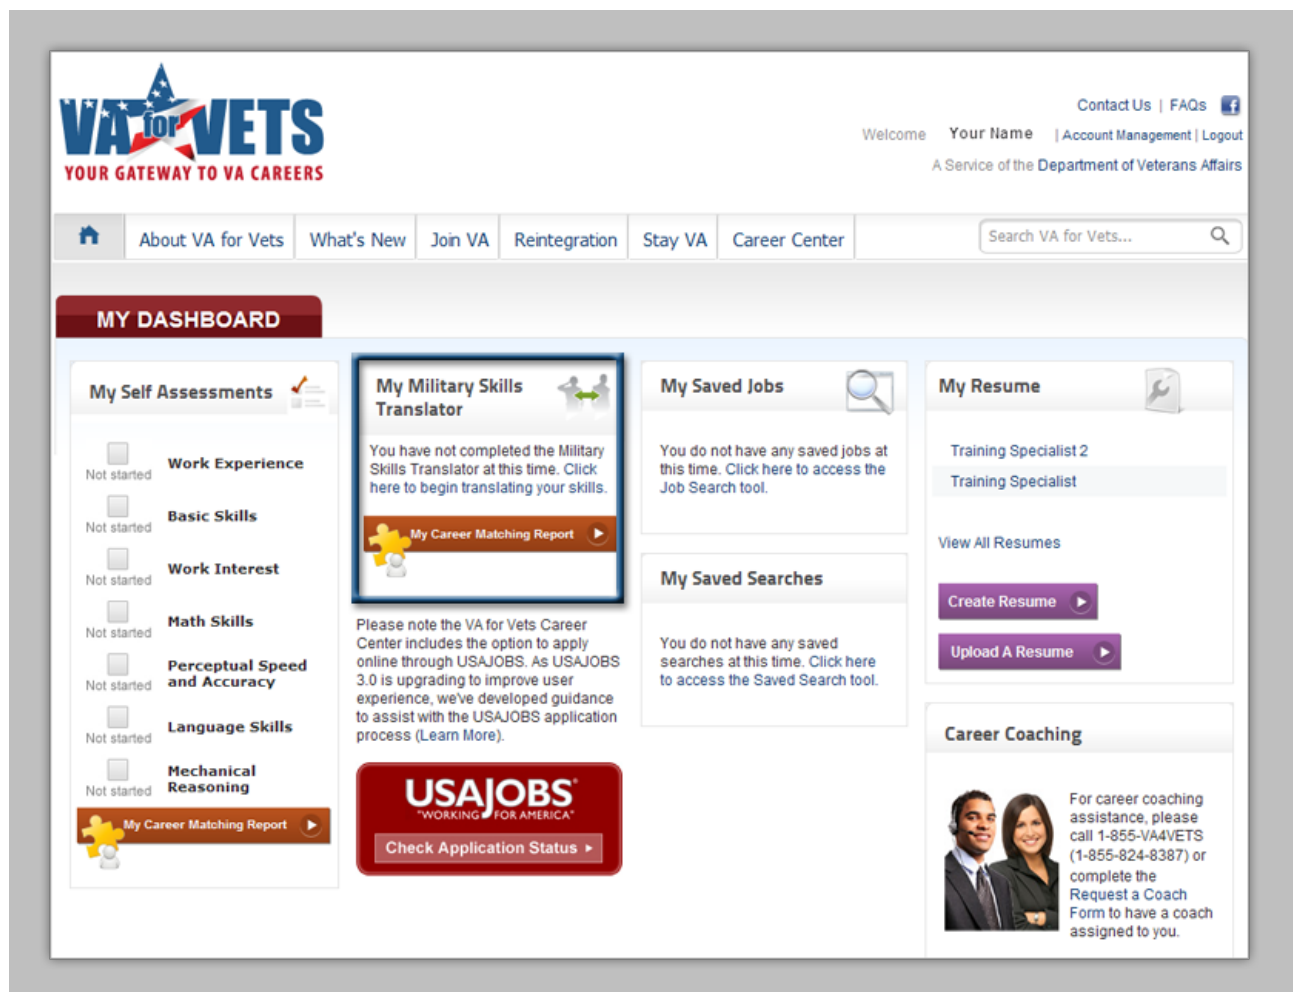 VA for VETS
YOUR GATEWAY TO VA CAREERS
Contact Us | FAQs
Welcome Your Name | Account Management | Logout
A Service of the Department of Veterans Affairs
About VA for Vets
What's New
Join VA
Reintegration
Stay VA
Career Center
Search VA for Vets...
MY DASHBOARD
My Self Assessments
Not started
Work Experience
Not started
Basic Skills
Not started
Work Interest
Not started
Math Skills
Not started
Perceptual Speed
and Accuracy
Not started
Language Skills
Not started
Mechanical
Reasoning
My Career Matching Report
My Military Skills
Translator
You have not completed the Military
Skills Translator at this time. Click
here to begin translating your skills.
My Career Matching Report
Please note the VA for Vets Career
Center includes the option to apply
online through USAJOBS. As USAJOBS
3.0 is upgrading to improve user
experience, we've developed guidance
to assist with the USAJOBS application
process (Learn More).
USAJOBS®
"WORKING FOR AMERICA"
Check Application Status
My Saved Jobs
You do not have any saved jobs at
this time. Click here to access the
Job Search tool.
My Saved Searches
You do not have any saved
searches at this time. Click here
to access the Saved Search tool.
My Resume
Training Specialist 2
Training Specialist
View All Resumes
Create Resume
Upload A Resume
Career Coaching
For career coaching
assistance, please
call 1-855-VA4VETS
(1-855-824-8387) or
complete the
Request a Coach
Form to have a coach
assigned to you.